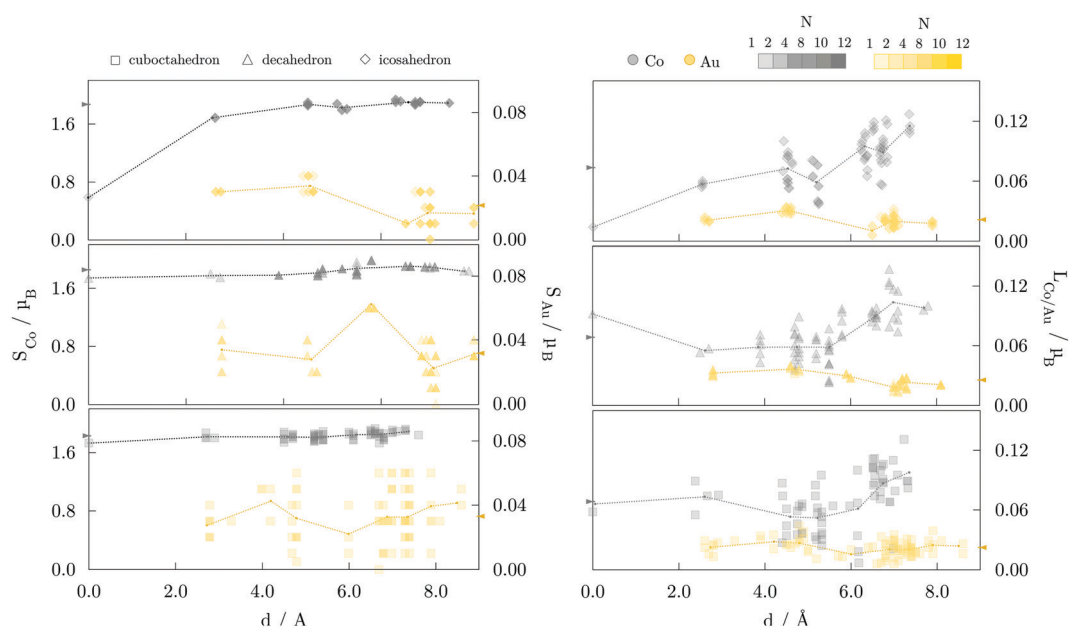 N N
□ cuboctahedron △ decahedron ◇ icosahedron
Co Au 1 2 4 8 10 12 1 2 4 8 10 12
1.6 0.08 0.12
0.8 0.04 0.06
0.0 0.00 0.00
1.6 0.08 0.12
0.8 0.04 0.06
0.0 0.00 0.00
1.6 0.08 0.12
0.8 0.04 0.06
0.0 0.00 0.00
S_Co / μ_B
S_Au / μ_B
L_Co/Au / μ_B
0.0 2.0 4.0 6.0 8.0 0.0 2.0 4.0 6.0 8.0
d / A d / Å